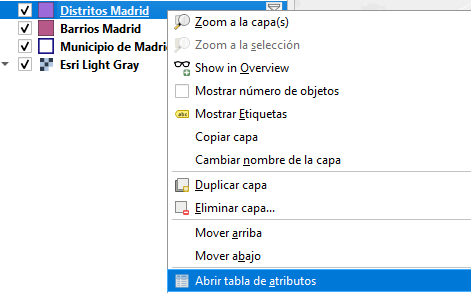 Distritos Madrid
Barrios Madrid
Municipio de Madrid
Esri Light Gray
Zoom a la capa(s)
Zoom a la selección
Show in Overview
Mostrar número de objetos
abc
Mostrar Etiquetas
Copiar capa
Cambiar nombre de la capa
Duplicar capa
Eliminar capa...
Mover arriba
Mover abajo
Abrir tabla de atributos